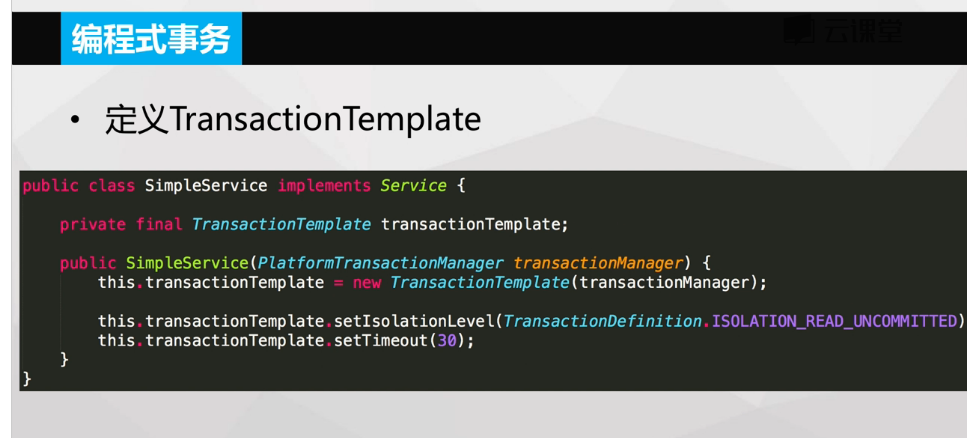 编程式事务
云课堂
• 定义TransactionTemplate
public class SimpleService implements Service {
private final TransactionTemplate transactionTemplate;
public SimpleService(PlatformTransactionManager transactionManager) {
this.transactionTemplate = new TransactionTemplate(transactionManager);
this.transactionTemplate.setIsolationLevel(TransactionDefinition.ISOLATION_READ_UNCOMMITTED)
this.transactionTemplate.setTimeout(30);
}
}